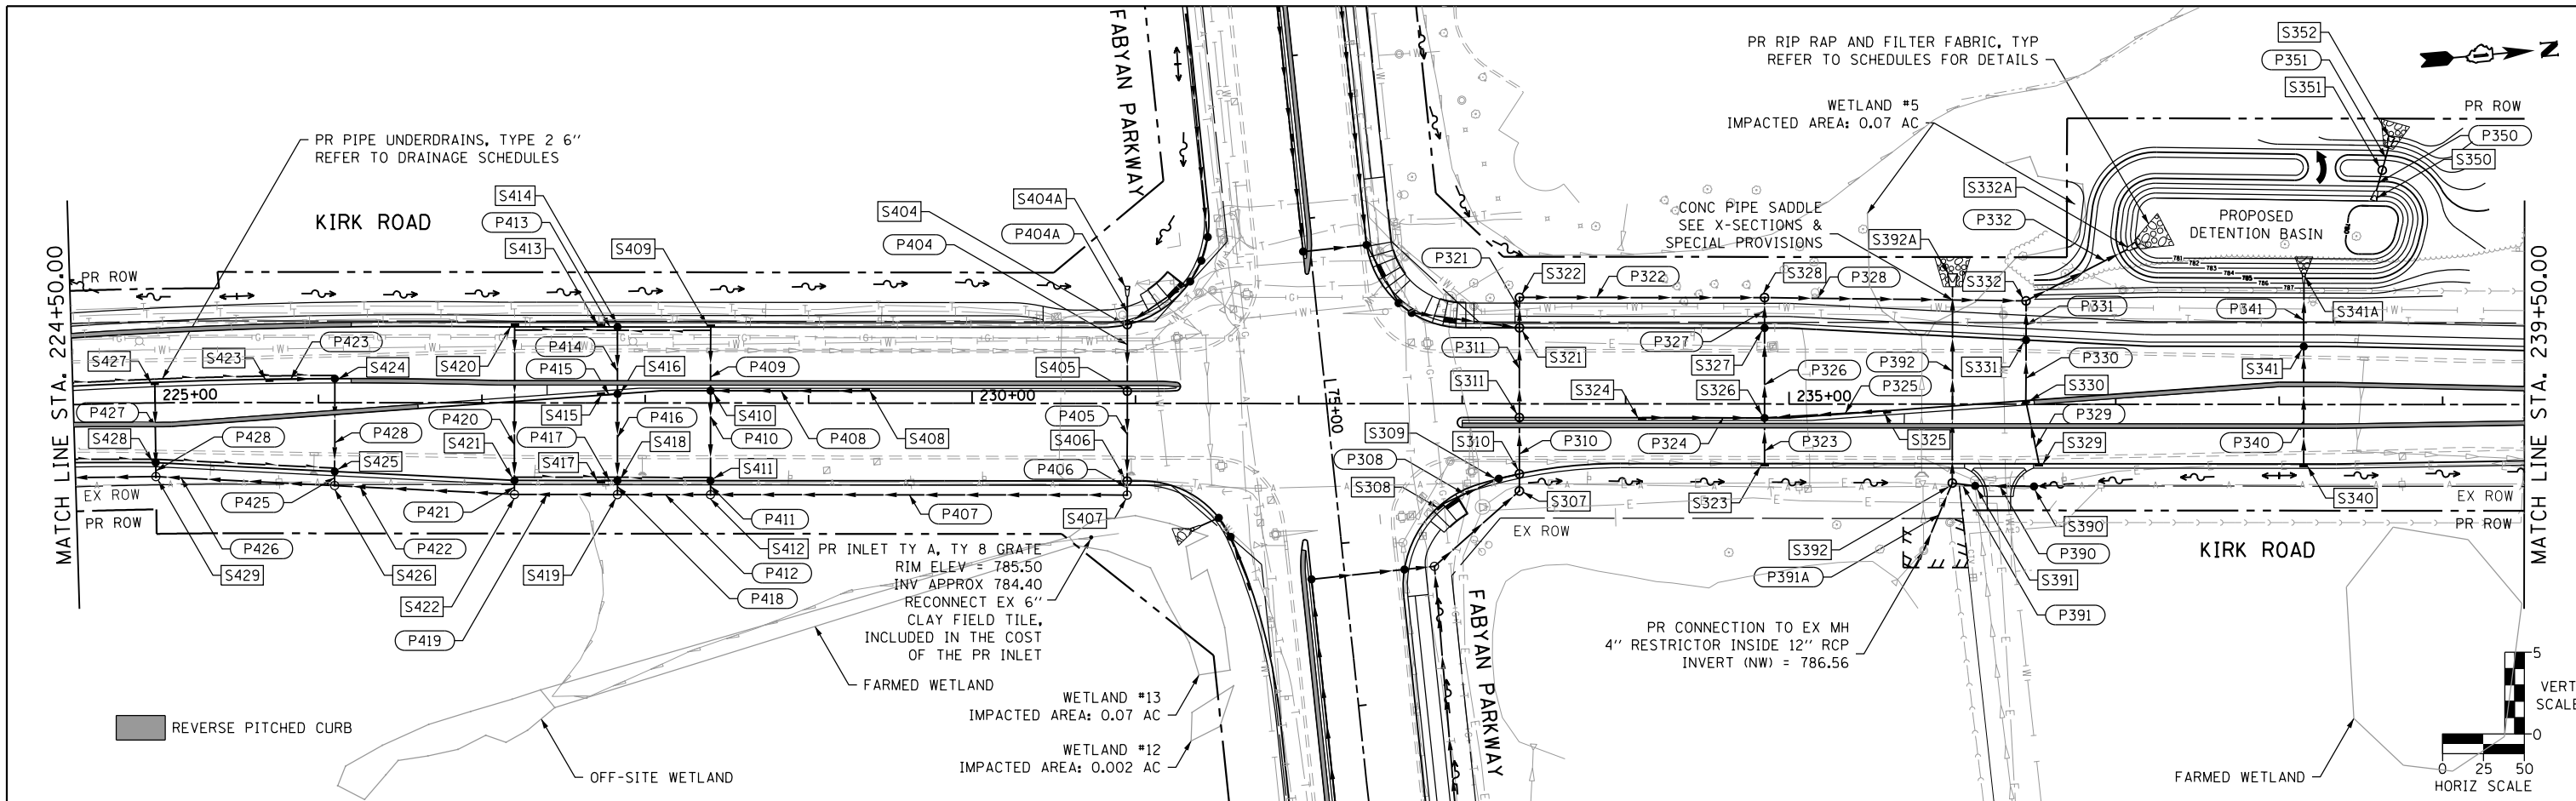 FABYAN PARKWAY
PR RIP RAP AND FILTER FABRIC, TYP
REFER TO SCHEDULES FOR DETAILS
WETLAND #5
IMPACTED AREA: 0.07 AC
S352
P351
S351
N
PR ROW
P350
S350
PR PIPE UNDERDRAINS, TYPE 2 6"
REFER TO DRAINAGE SCHEDULES
KIRK ROAD
S414
P413
S413
S409
S404
P404
S404A
P404A
CONC PIPE SADDLE
SEE X-SECTIONS &
SPECIAL PROVISIONS
S332A
P332
S392A
PROPOSED
DETENTION BASIN
MATCH LINE STA. 224+50.00
PR ROW
P321
S322
P322
S328
P328
S332
P331
P341
S341A
781
782
783
784
785
786
787
S427
S423
P423
S424
S420
P414
P415
S416
P409
S405
P311
S321
P327
S327
P392
P326
P325
S331
P330
S330
S341
225+00
230+00
235+00
L75+00
P427
S428
P428
P428
S425
P420
S421
S415
P417
S417
P416
S418
S410
P410
P408
S408
S411
P405
S406
P406
S311
S324
S326
P324
P323
S325
P329
S329
P340
S309
P308
S308
S310
P310
S307
S323
S340
EX ROW
PR ROW
P425
P421
P407
P411
S407
EX ROW
S390
EX ROW
PR ROW
MATCH LINE STA. 239+50.00
P426
S429
P422
S426
S419
S412
P412
P418
S422
P419
PR INLET TY A, TY 8 GRATE
RIM ELEV = 785.50
INV APPROX 784.40
RECONNECT EX 6"
CLAY FIELD TILE,
INCLUDED IN THE COST
OF THE PR INLET
S392
P391A
P390
S391
P391
KIRK ROAD
FABYAN PARKWAY
PR CONNECTION TO EX MH
4" RESTRICTOR INSIDE 12" RCP
INVERT (NW) = 786.56
FARMED WETLAND
WETLAND #13
IMPACTED AREA: 0.07 AC
WETLAND #12
IMPACTED AREA: 0.002 AC
REVERSE PITCHED CURB
OFF-SITE WETLAND
FARMED WETLAND
5
VERT
SCALE
0
0 25 50
HORIZ SCALE